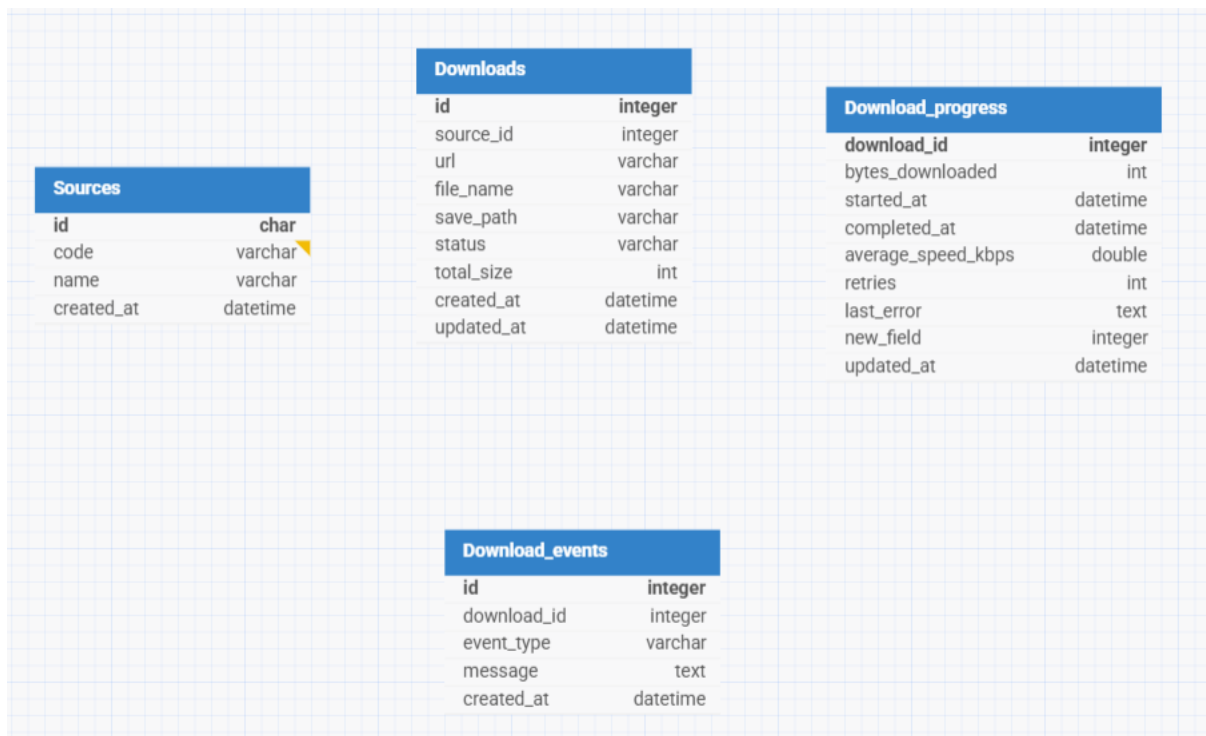 Sources
id char
code varchar
name varchar
created_at datetime
Downloads
id integer
source_id integer
url varchar
file_name varchar
save_path varchar
status varchar
total_size int
created_at datetime
updated_at datetime
Download_progress
download_id integer
bytes_downloaded int
started_at datetime
completed_at datetime
average_speed_kbps double
retries int
last_error text
new_field integer
updated_at datetime
Download_events
id integer
download_id integer
event_type varchar
message text
created_at datetime